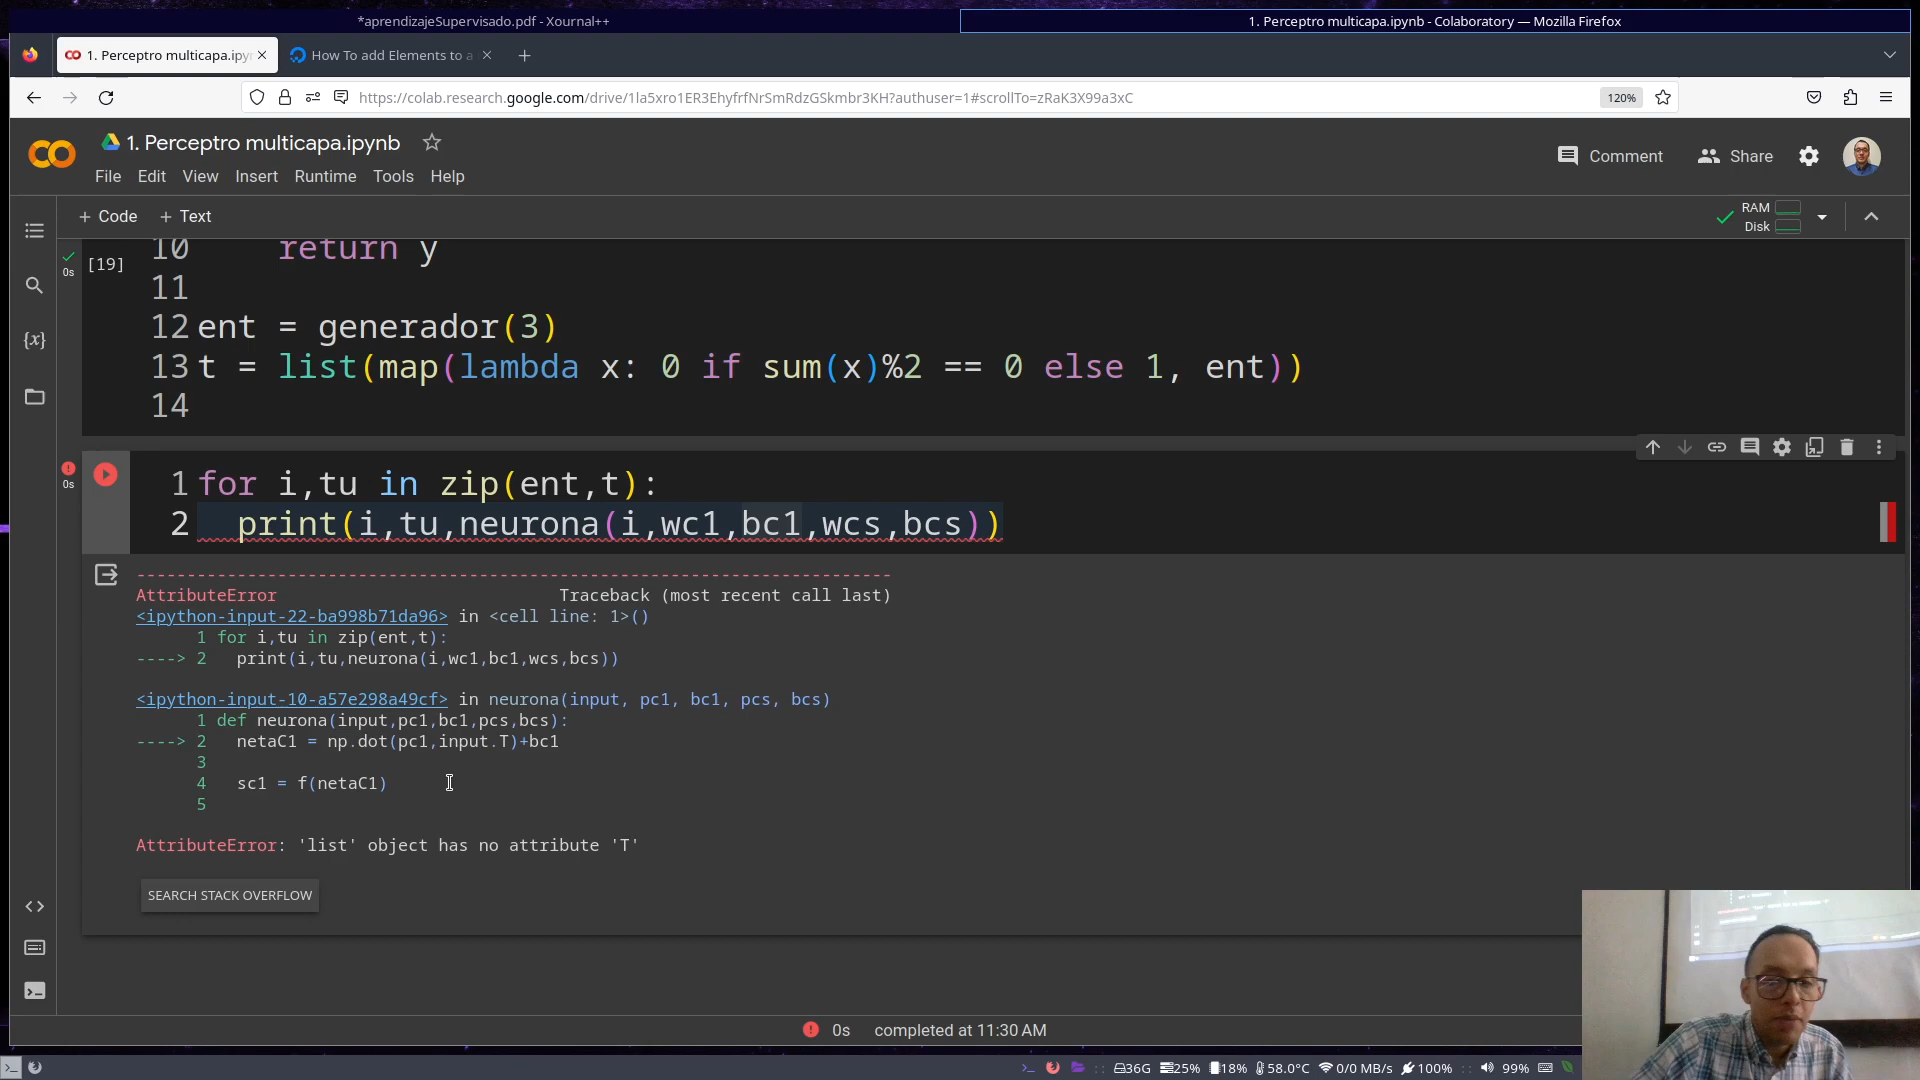 *aprendizajeSupervisado.pdf - Xournal++
1. Perceptro multicapa.ipynb - Colaboratory — Mozilla Firefox
1. Perceptro multicapa.ipy
How To add Elements to a
https://colab.research.google.com/drive/1la5xro1ER3EhyfrfNrSmRdzGSkmbr3KH?authuser=1#scrollTo=zRaK3X99a3xC
120%
1. Perceptro multicapa.ipynb
Comment
Share
File Edit View Insert Runtime Tools Help
+ Code + Text
RAM
Disk
0s
[19]
10     return y
11
12 ent = generador(3)
13 t = list(map(lambda x: 0 if sum(x)%2 == 0 else 1, ent))
14
{x}
0s
1 for i,tu in zip(ent,t):
2   print(i,tu,neurona(i,wc1,bc1,wcs,bcs))
---------------------------------------------------------------------------
AttributeError                            Traceback (most recent call last)
<ipython-input-22-ba998b71da96> in <cell line: 1>()
1 for i,tu in zip(ent,t):
----> 2   print(i,tu,neurona(i,wc1,bc1,wcs,bcs))
<ipython-input-10-a57e298a49cf> in neurona(input, pc1, bc1, pcs, bcs)
1 def neurona(input,pc1,bc1,pcs,bcs):
----> 2   netaC1 = np.dot(pc1,input.T)+bc1
3
4   sc1 = f(netaC1)
5
AttributeError: 'list' object has no attribute 'T'
SEARCH STACK OVERFLOW
0s completed at 11:30 AM
36G 25% 18% 58.0°C 0/0 MB/s 100% 99%